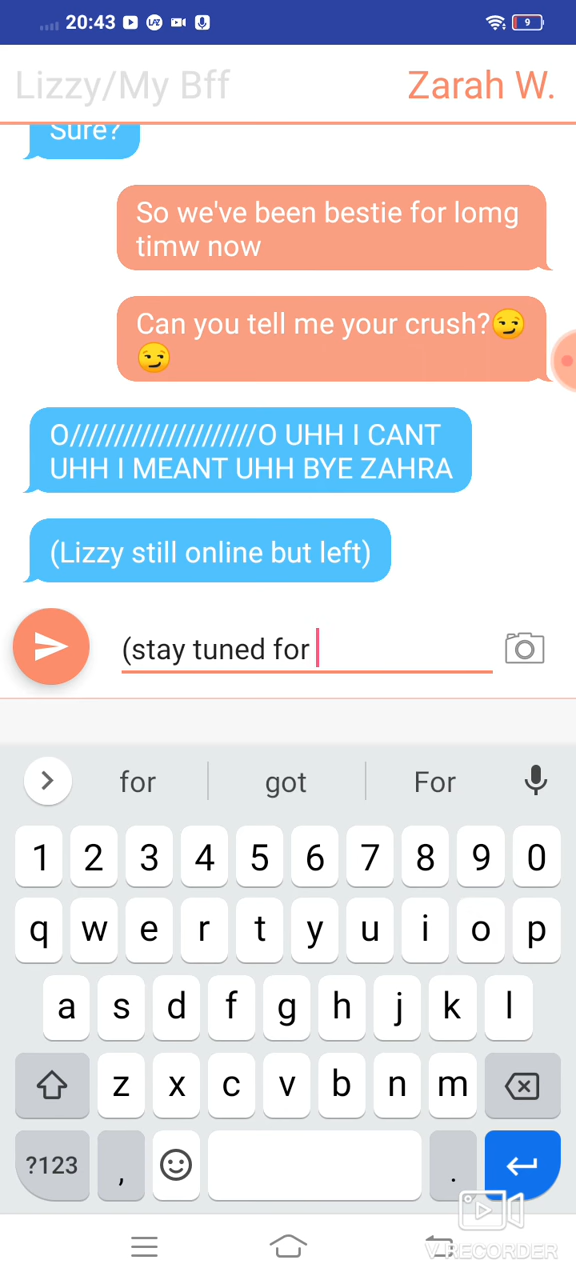 20:43
9
Lizzy/My Bff
Zarah W.
Sure?
So we've been bestie for lomg
timw now
Can you tell me your crush?😏
😏
O/////////////////////O UHH I CANT
UHH I MEANT UHH BYE ZAHRA
(Lizzy still online but left)
(stay tuned for
for got For
1 2 3 4 5 6 7 8 9 0
q w e r t y u i o p
a s d f g h j k l
z x c v b n m
?123 , .
V RECORDER